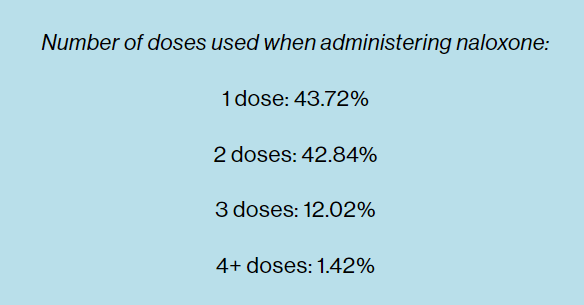 Number of doses used when administering naloxone:
1 dose: 43.72%
2 doses: 42.84%
3 doses: 12.02%
4+ doses: 1.42%